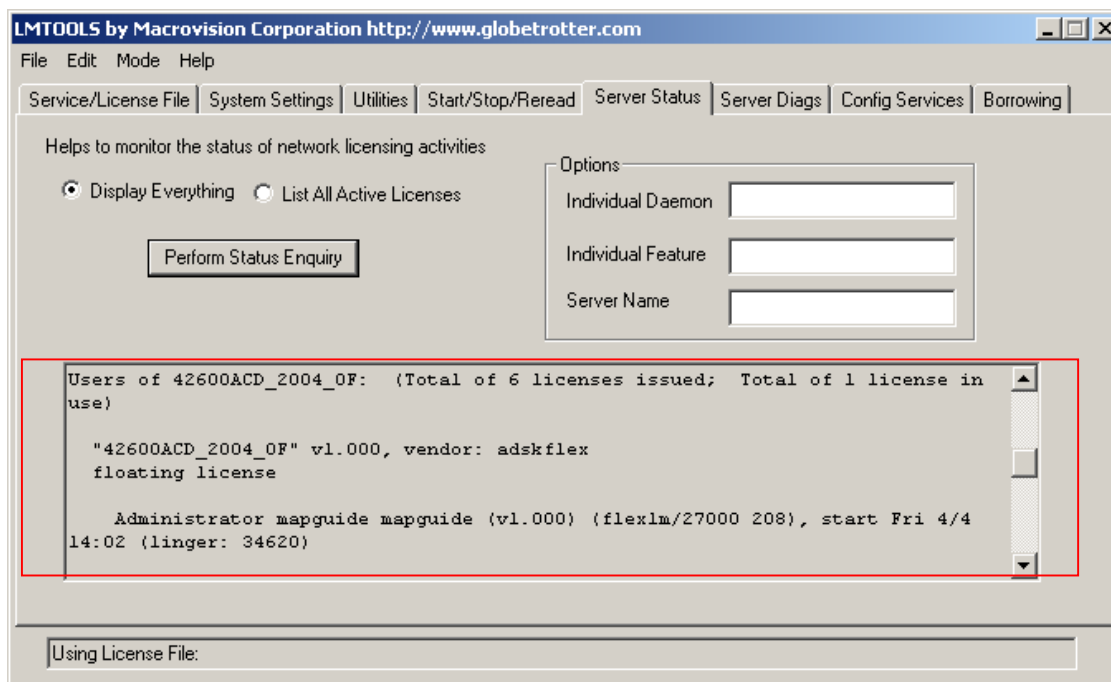 LMTOOLS by Macrovision Corporation http://www.globetrotter.com
File Edit Mode Help
Service/License File System Settings Utilities Start/Stop/Reread Server Status Server Diags Config Services Borrowing
Helps to monitor the status of network licensing activities
Options
Display Everything List All Active Licenses
Individual Daemon
Perform Status Enquiry
Individual Feature
Server Name
Users of 42600ACD_2004_0F: (Total of 6 licenses issued; Total of 1 license in
use)
"42600ACD_2004_0F" v1.000, vendor: adskflex
floating license
Administrator mapguide mapguide (v1.000) (flexlm/27000 208), start Fri 4/4
14:02 (linger: 34620)
Using License File: